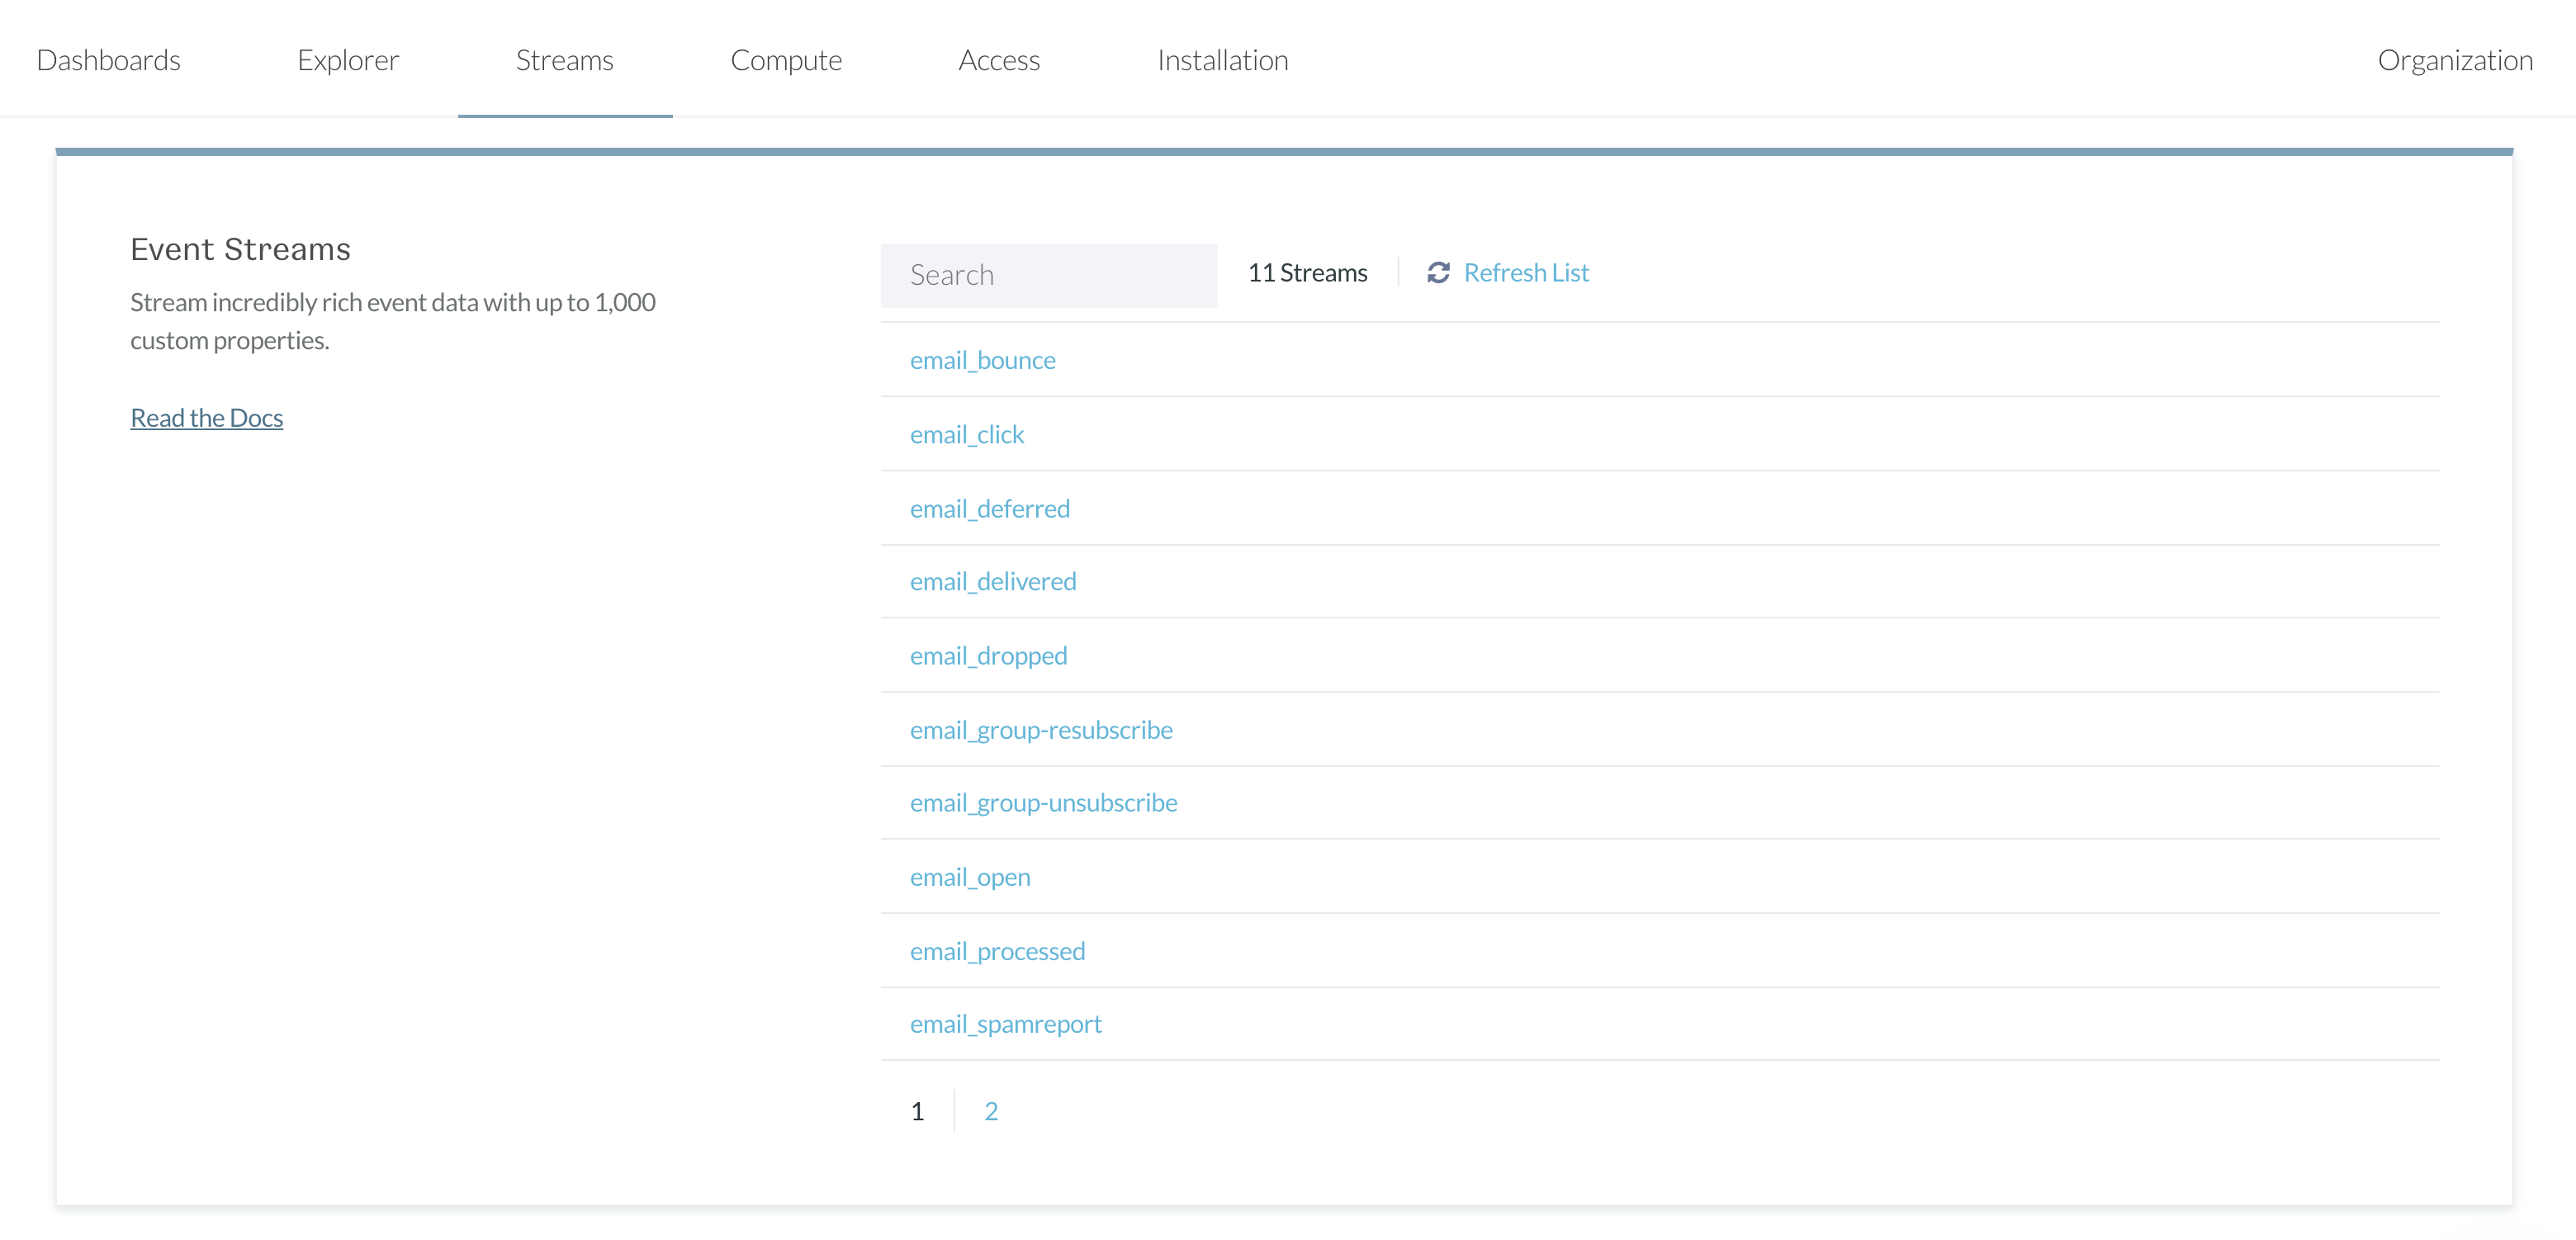 Dashboards Explorer Streams Compute Access Installation Organization
Event Streams
Stream incredibly rich event data with up to 1,000
custom properties.
Read the Docs
Search 11 Streams Refresh List
email_bounce
email_click
email_deferred
email_delivered
email_dropped
email_group-resubscribe
email_group-unsubscribe
email_open
email_processed
email_spamreport
1 2